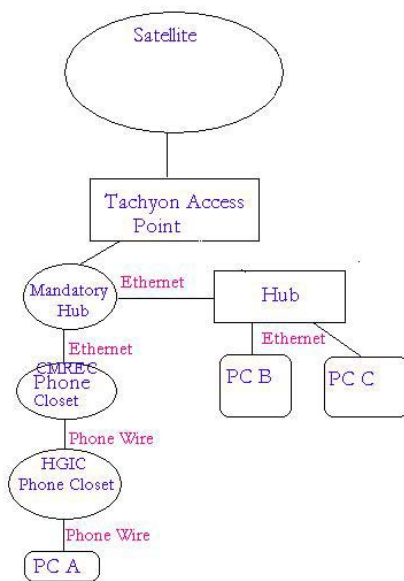 Satellite
Tachyon Access
Point
Ethernet
Mandatory
Hub
Hub
Ethernet
Ethernet
CMREC
Phone
Closet
PC B
PC C
Phone Wire
HGIC
Phone Closet
Phone Wire
PC A